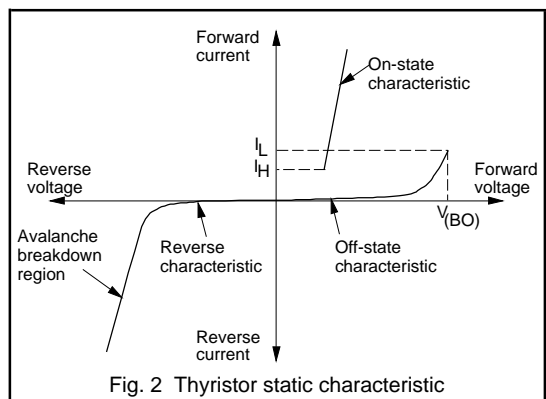 Forward
current
On-state
characteristic
I_L
I_H
Reverse
voltage
Forward
voltage
V_(BO)
Avalanche
breakdown
region
Reverse
characteristic
Off-state
characteristic
Reverse
current
Fig. 2 Thyristor static characteristic